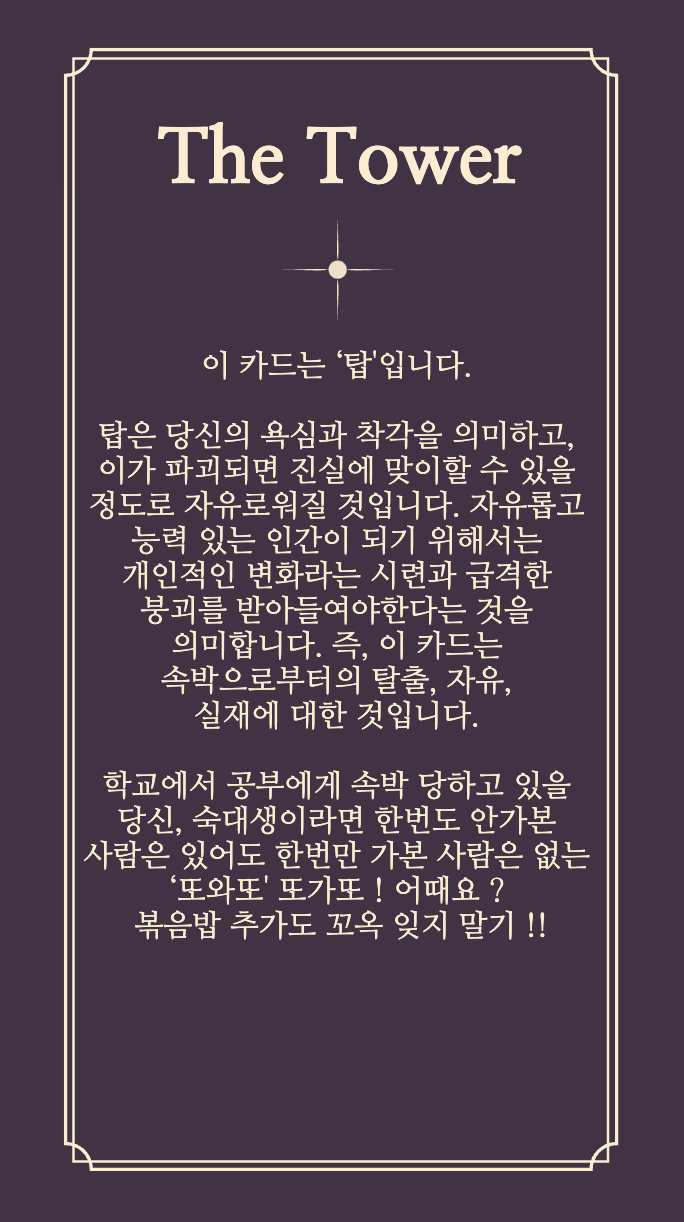 The Tower
이 카드는 ‘탑'입니다.
탑은 당신의 욕심과 착각을 의미하고,
이가 파괴되면 진실에 맞이할 수 있을
정도로 자유로워질 것입니다. 자유롭고
능력 있는 인간이 되기 위해서는
개인적인 변화라는 시련과 급격한
붕괴를 받아들여야한다는 것을
의미합니다. 즉, 이 카드는
속박으로부터의 탈출, 자유,
실재에 대한 것입니다.
학교에서 공부에게 속박 당하고 있을
당신, 숙대생이라면 한번도 안가본
사람은 있어도 한번만 가본 사람은 없는
‘또와또' 또가또 ! 어때요 ?
볶음밥 추가도 꼬옥 잊지 말기 !!